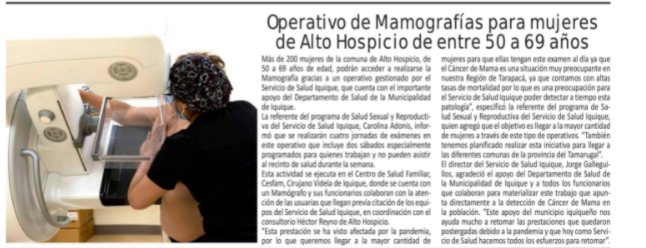 Operativo de Mamografías para mujeres
de Alto Hospicio de entre 50 a 69 años
Más de 200 mujeres de la comuna de Alto Hospicio, de
50 a 69 años de edad, podrán acceder a realizarse la
Mamografía gracias a un operativo gestionado por el
Servicio de Salud Iquique, que cuenta con el importante
apoyo del Departamento de Salud de la Municipalidad
de Iquique.
La referente del programa de Salud Sexual y Reproducti-
va del Servicio de Salud Iquique, Carolina Adonis, infor-
mó que se realizarán cuatro jornadas de exámenes en
este operativo que incluye dos sábados especialmente
programados para quienes trabajan y no pueden asistir
al recinto de salud durante la semana.
Esta actividad se ejecuta en el Centro de Salud Familiar,
Cesfam, Cirujano Videla de Iquique, donde se cuenta con
un Mamógrafo y sus funcionarios colaboran con la aten-
ción de las usuarias que llegan previa citación de los equi-
pos del Servicio de Salud Iquique, en coordinación con el
consultorio Héctor Reyno de Alto Hospicio.
"Esta prestación se ha visto afectada por la pandemia,
por lo que queremos llegar a la mayor cantidad de
mujeres para que ellas tengan este examen al día ya que
el Cáncer de Mama es una situación muy preocupante en
nuestra Región de Tarapacá, ya que contamos con altas
tasas de mortalidad por lo que es una preocupación para
el Servicio de Salud Iquique poder detectar a tiempo esta
patología", especificó la referente del programa de Sa-
lud Sexual y Reproductiva del Servicio de Salud Iquique,
quien agregó que el objetivo es llegar a la mayor cantidad
de mujeres a través de este tipo de operativos. "También
tenemos planificado realizar esta iniciativa para llegar a
las diferentes comunas de la provincia del Tamarugal".
El director del Servicio de Salud Iquique, Jorge Gallegui-
llos, agradeció el apoyo del Departamento de Salud de
la Municipalidad de Iquique y a todos los funcionarios
que colaboran para materializar este trabajo que apun-
ta directamente a la detección de Cáncer de Mama en
la población. "Este apoyo del municipio iquiqueño nos
ayuda mucho a retomar las prestaciones que quedaron
postergadas debido a la pandemia y que hoy como Servi-
cio de Salud hacemos todos los esfuerzos para retomar".